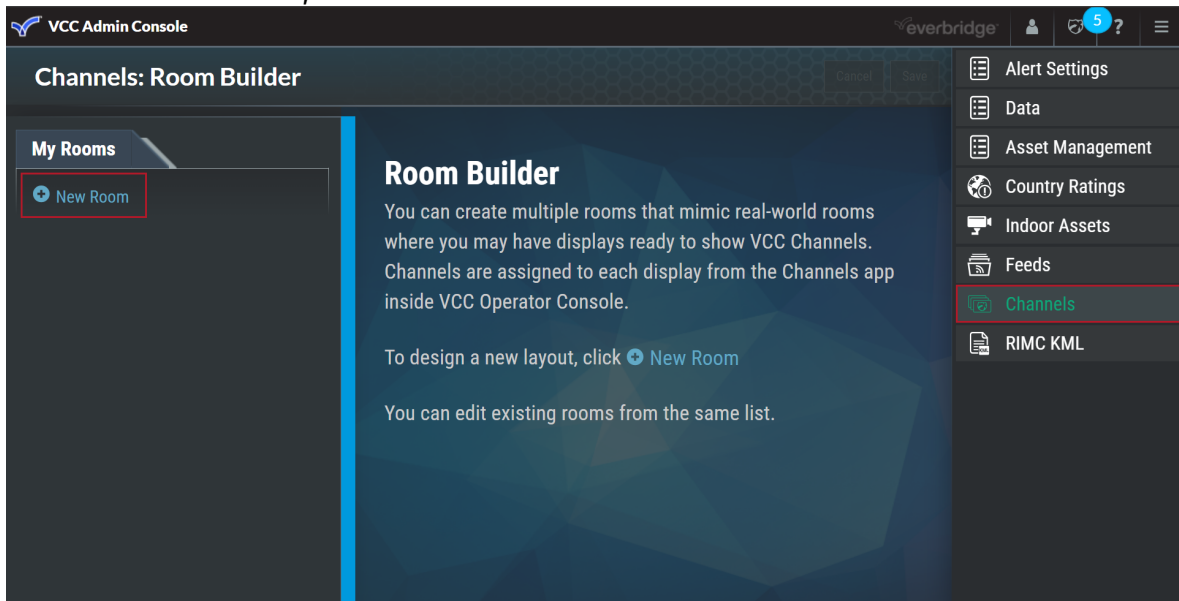 VCC Admin Console
everbridge
5
?
Channels: Room Builder
Cancel
Save
My Rooms
New Room
Room Builder
You can create multiple rooms that mimic real-world rooms
where you may have displays ready to show VCC Channels.
Channels are assigned to each display from the Channels app
inside VCC Operator Console.
To design a new layout, click New Room
You can edit existing rooms from the same list.
Alert Settings
Data
Asset Management
Country Ratings
Indoor Assets
Feeds
Channels
RIMC KML